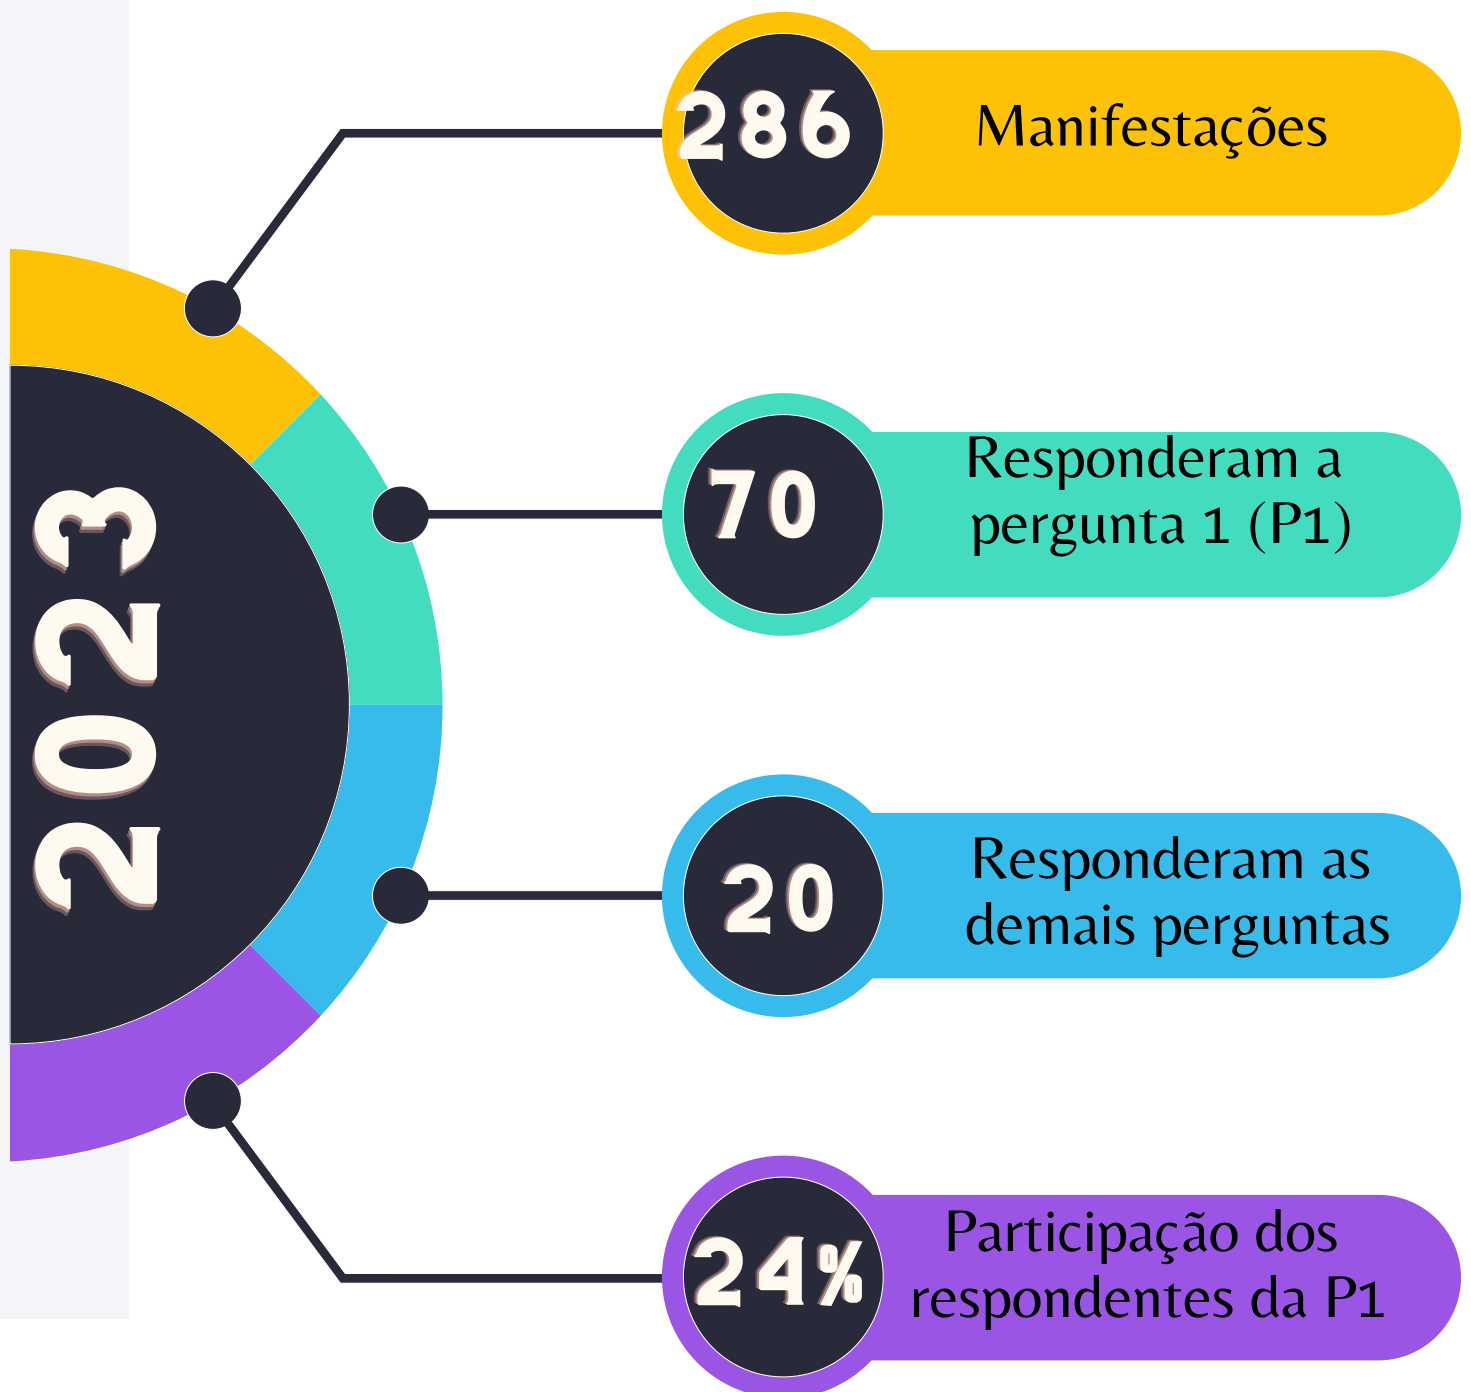 2023
286
Manifestações
70
Responderam a
pergunta 1 (P1)
20
Responderam as
demais perguntas
24%
Participação dos
respondentes da P1